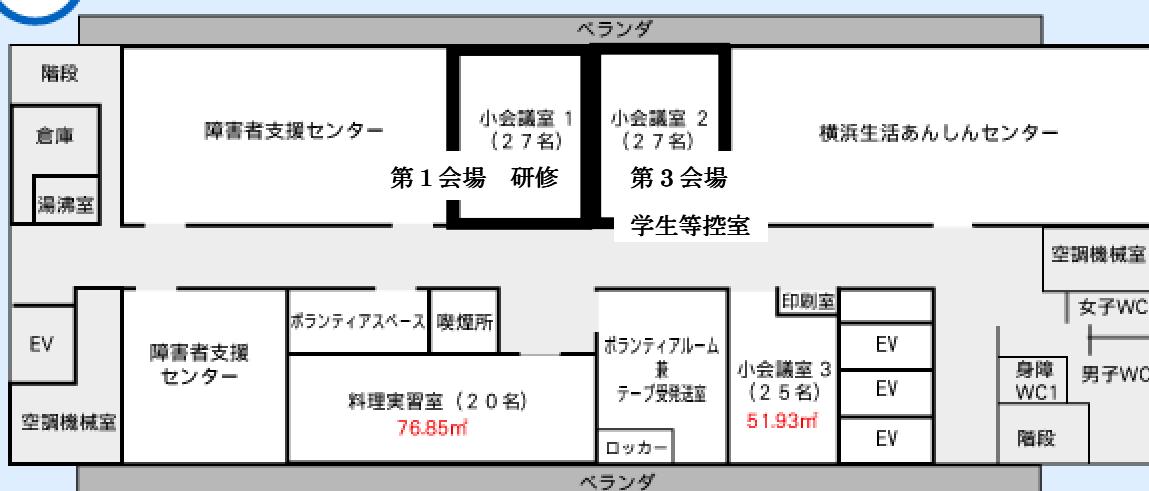 ベランダ
階段
倉庫
湯沸室
障害者支援センター
小会議室 1
（２７名）
小会議室 2
（２７名）
横浜生活あんしんセンター
第１会場　研修
第３会場
学生等控室
空調機械室
女子WC
男子WC
身障
WC1
階段
EV
空調機械室
障害者支援
センター
ボランティアスペース
喫煙所
料理実習室（２０名）
76.85㎡
ボランティアルーム
兼
テープ受発送室
ロッカー
印刷室
小会議室 3
（２５名）
51.93㎡
EV
EV
EV
ベランダ